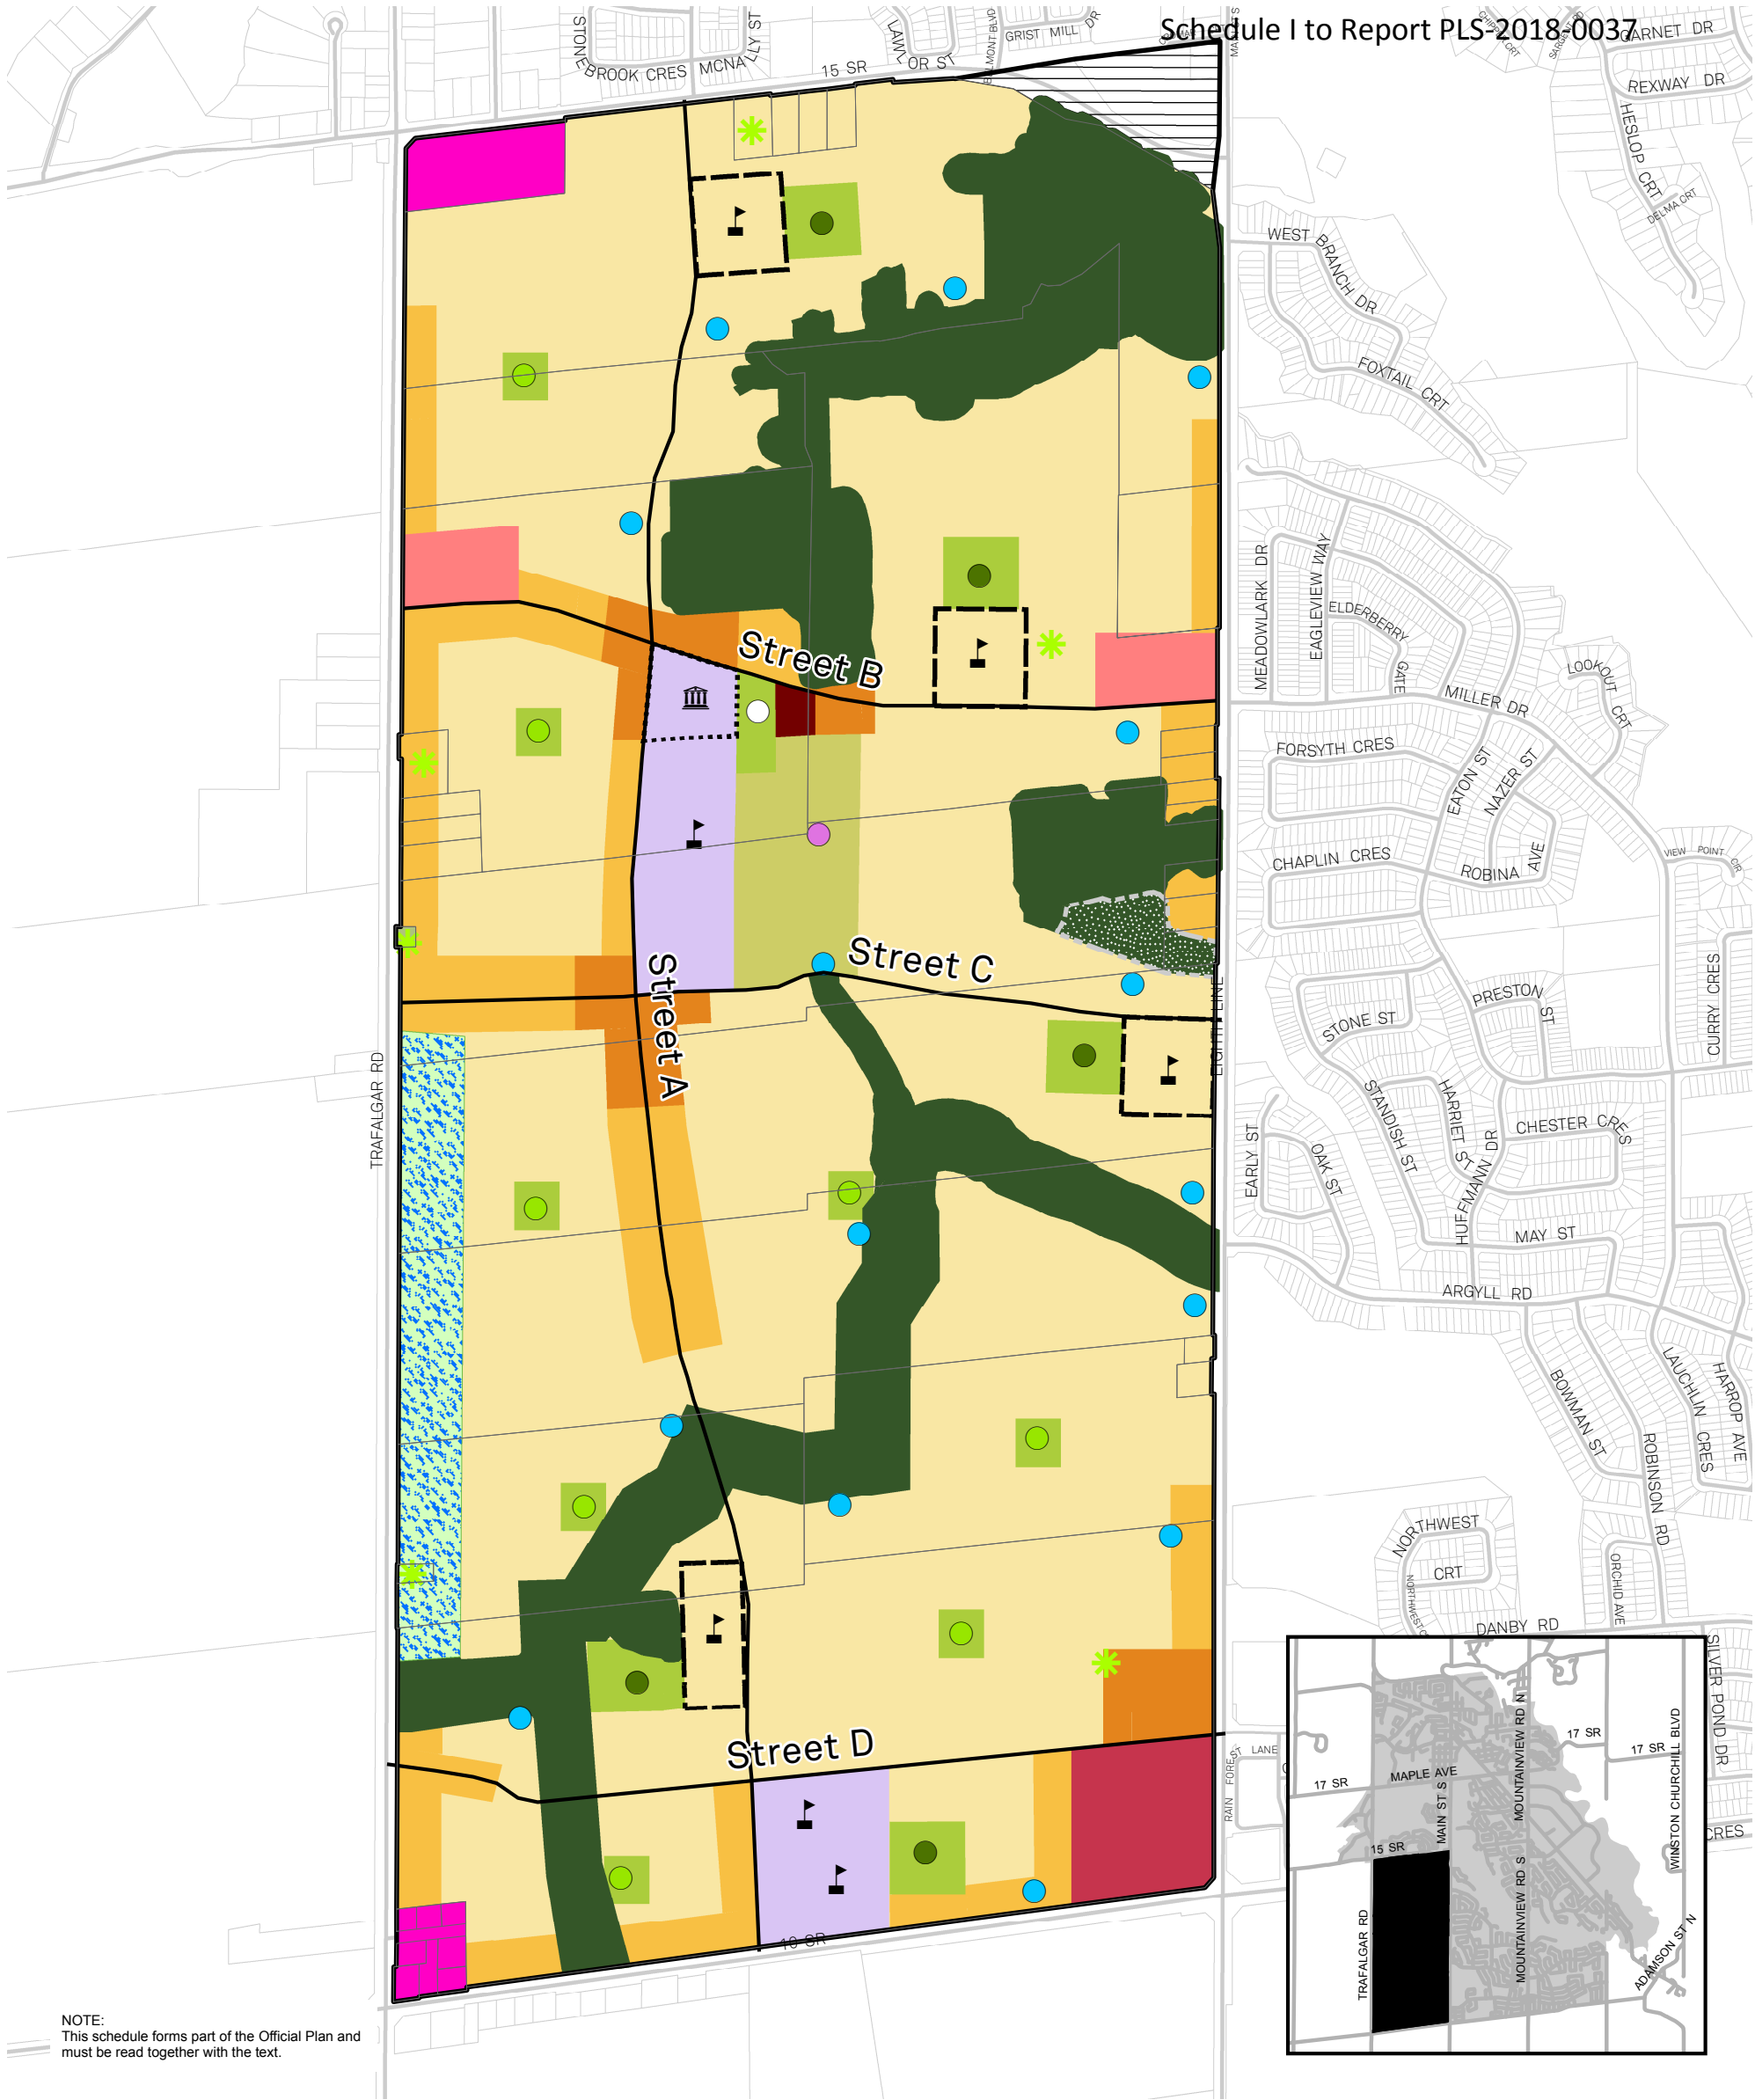 Schedule I to Report PLS-2018-0037
STONEBROOK CRES
MCNALLY ST
LAWLOR ST
GRIST MILL DR
15 SR
GARNET DR
REXWAY DR
HESLOP CRT
DELMA CRT
WEST BRANCH DR
FOXTAIL CRT
MEADOWLARK DR
EAGLEVIEW WAY
ELDERBERRY GATE
LOOKOUT CRT
MILLER DR
Street B
FORSYTH CRES
EATON ST
NAZER ST
CHAPLIN CRES
ROBINA AVE
VIEW POINT CIR
Street C
Street A
EIGHTH LINE
PRESTON ST
STONE ST
CURRY CRES
TRAFALGAR RD
STANDISH ST
HARRIET ST
CHESTER CRES
EARLY ST
OAK ST
HUFFMANN DR
MAY ST
ARGYLL RD
BOWMAN ST
LAUCHLIN CRES
HARROP AVE
ROBINSON RD
NORTHWEST CRT
ORCHID AVE
DANBY RD
SILVER POND DR
Street D
RAIN FOREST LANE
CRES
10 SR
17 SR
17 SR
17 SR
MAPLE AVE
MAIN ST S
MOUNTAINVIEW RD N
WINSTON CHURCHILL BLVD
15 SR
TRAFALGAR RD
MOUNTAINVIEW RD S
ADAMSON ST N
NOTE:
This schedule forms part of the Official Plan and
must be read together with the text.